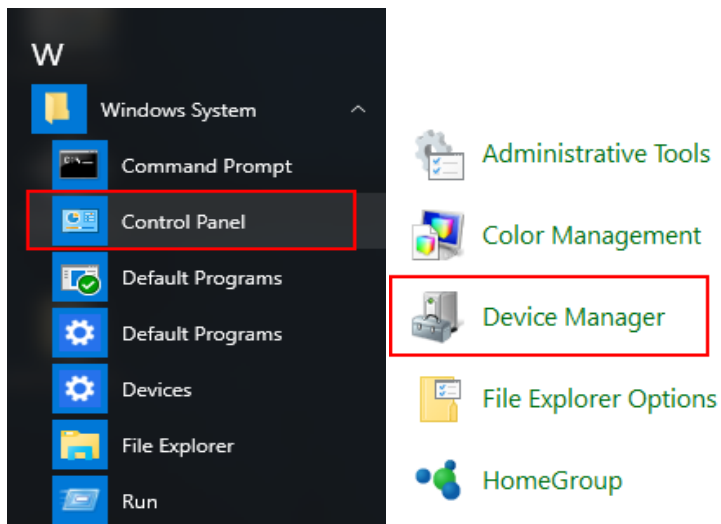 W
Windows System
Command Prompt
Control Panel
Default Programs
Default Programs
Devices
File Explorer
Run
Administrative Tools
Color Management
Device Manager
File Explorer Options
HomeGroup